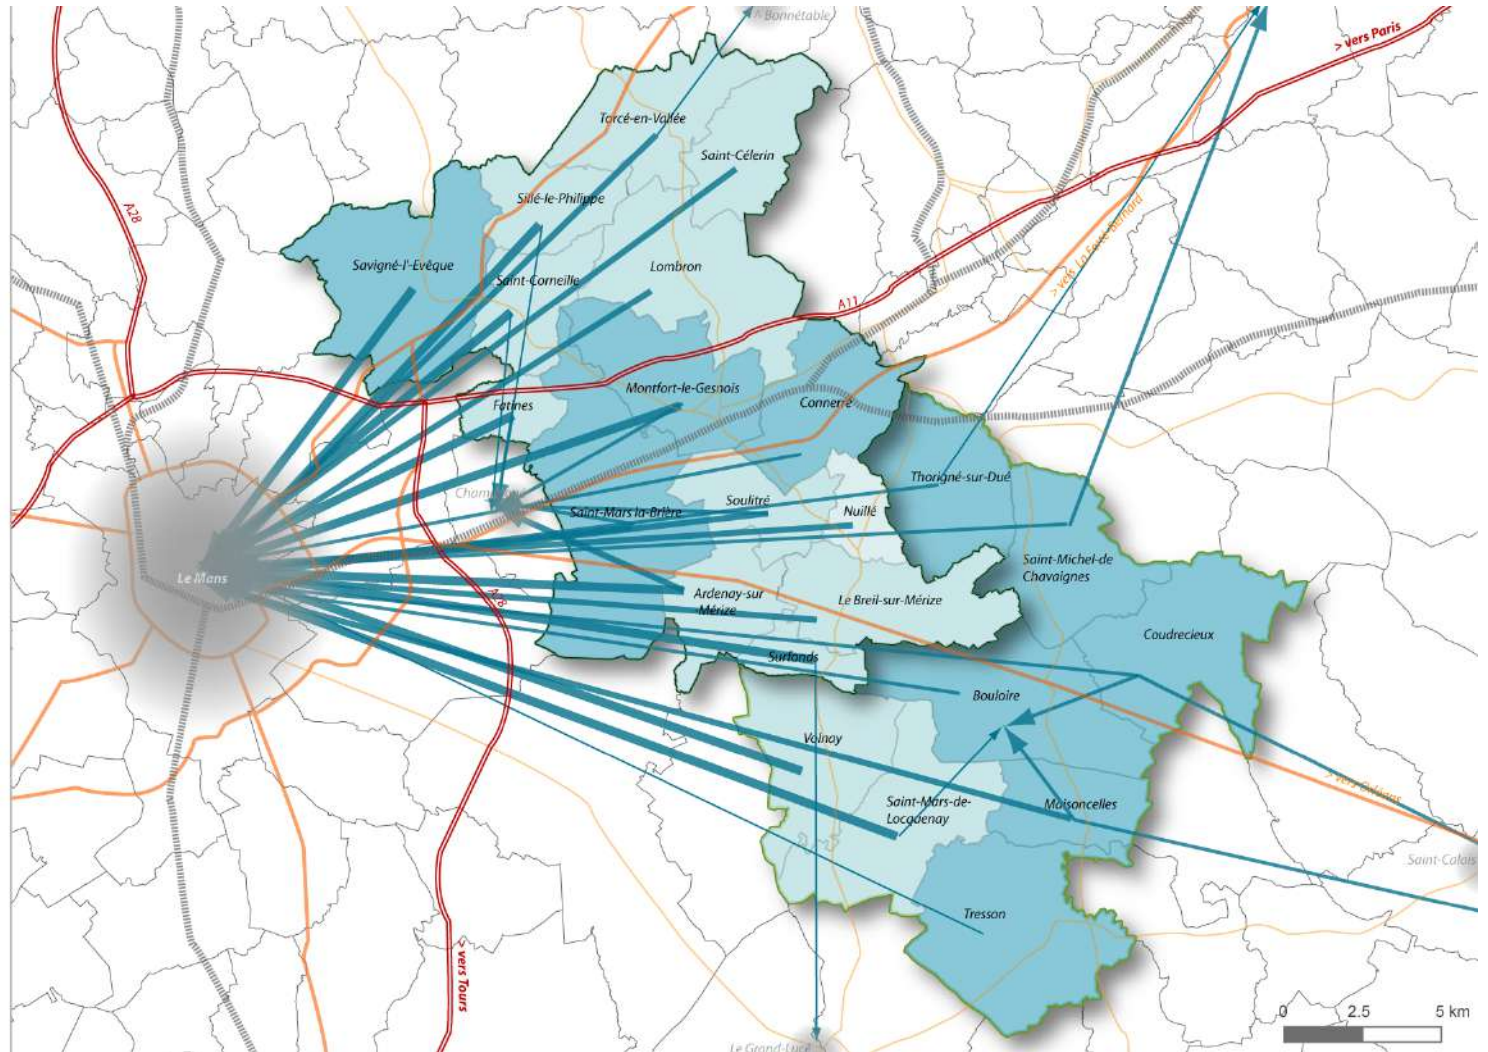 Bonnétable
> vers Paris
Torcé-en-Vallée
Saint-Célerin
A28
Sillé-le-Philippe
> vers La Ferté-Bernard
Savigné-l'-Evêque
Saint-Corneille
Lombron
A11
Montfort-le-Gesnois
Fatines
Connerré
Thorigné-sur-Dué
Soulitré
Nuillé
Saint-Mars la-Brière
Saint-Michel-de
Chavaignes
Le Mans
A28
Ardenay-sur
-Mérize
Le Breil-sur-Mérize
Coudrecieux
Surfonds
Bouloire
Volnay
> vers Orléans
Saint-Mars-de-
Locquenay
Maisoncelles
Saint-Calais
Tresson
> vers Tours
0 2.5 5 km
Le Grand-Lucé